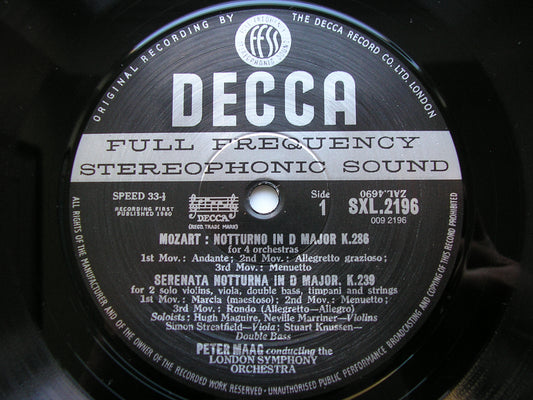 ORIGINAL RECORDING BY
THE DECCA RECORD CO. LTD. LONDON
FFSS
DECCA
FULL FREQUENCY
STEREOPHONIC SOUND
SPEED 33-⅓
RECORDING FIRST
PUBLISHED 1960
DECCA
(REGD. TRADE MARK)
Side
1
ZAL.4690
SXL.2196
009 2196
MOZART : NOTTURNO IN D MAJOR K.286
for 4 orchestras
1st Mov.: Andante; 2nd Mov.: Allegretto grazioso;
3rd Mov.: Menuetto
SERENATA NOTTURNA IN D MAJOR. K.239
for 2 solo violins, viola, double bass, timpani and strings
1st Mov.: Marcia (maestoso); 2nd Mov.: Menuetto;
3rd Mov.: Rondo (Allegretto—Allegro)
Soloists: Hugh Maguire, Neville Marriner—Violins
Simon Streatfeild—Viola; Stuart Knussen—
Double Bass
PETER MAAG conducting the
LONDON SYMPHONY
ORCHESTRA
ALL RIGHTS OF THE MANUFACTURER AND OF THE OWNER OF THE RECORDED WORK RESERVED · UNAUTHORISED PUBLIC PERFORMANCE BROADCASTING AND COPYING OF THIS RECORD PROHIBITED